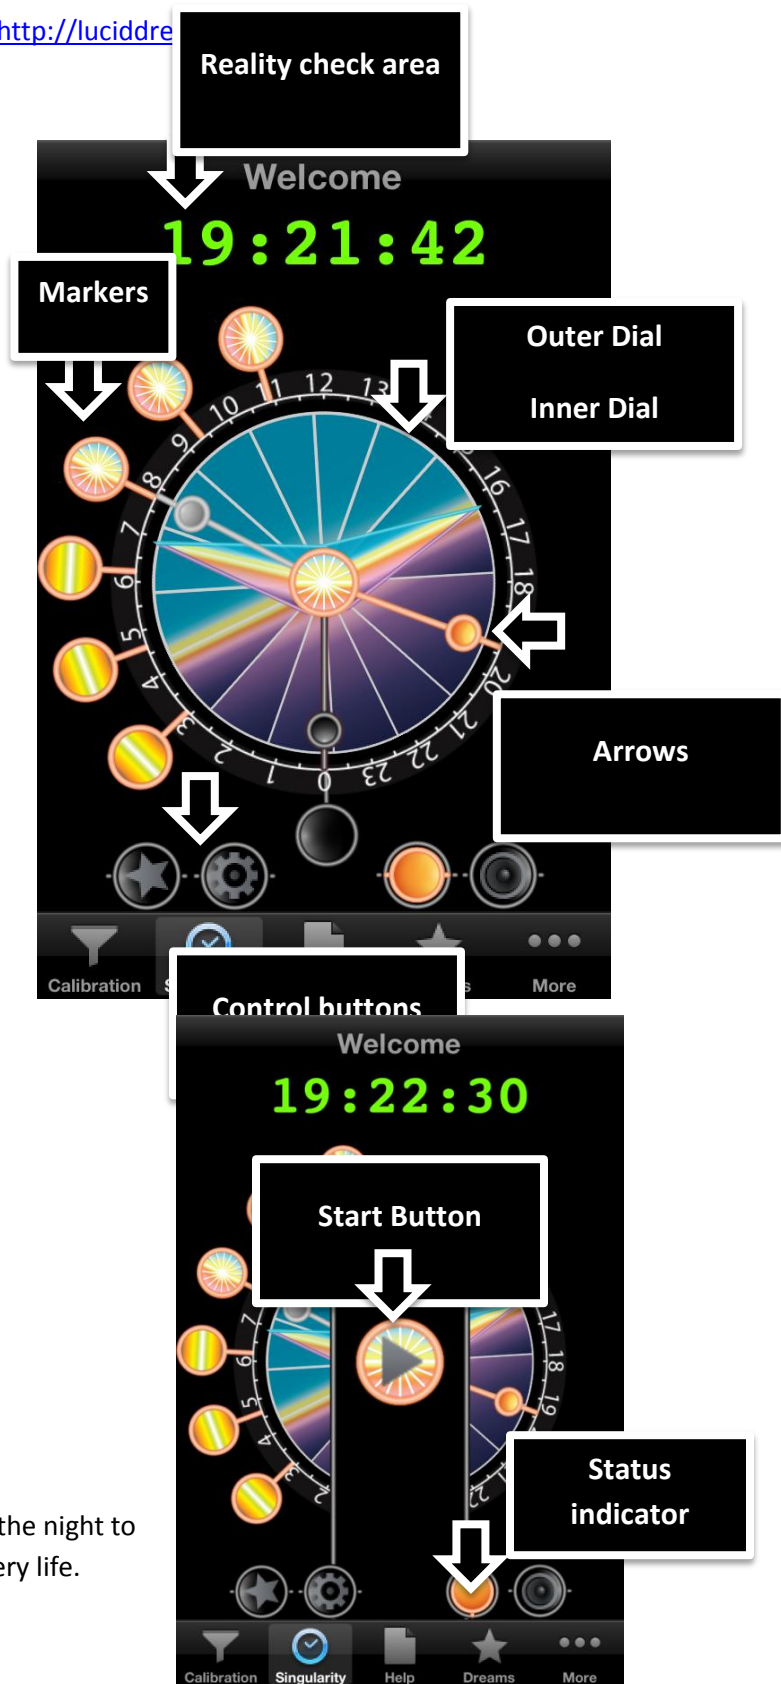 http://luciddre
Reality check area
Welcome
19:21:42
Markers
Outer Dial
Inner Dial
12
13
11
10
9
8
7
6
5
4
3
2
1
0
23
22
21
20
18
17
16
Arrows
Calibration
More
Control buttons
Welcome
19:22:30
Start Button
7
6
5
4
3
2
17
18
19
22
Status
indicator
the night to
ery life.
Calibration Singularity Help Dreams More